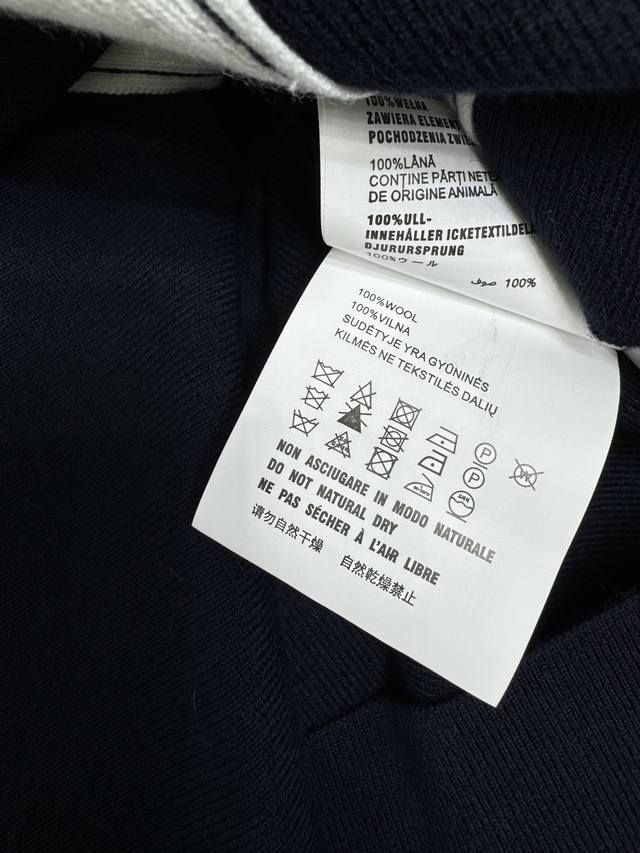 100%WEŁNA
ZAWIERA ELEMEN
POCHODZENIA ZWIE
100%LÂNĂ
CONȚINE PĂRȚI NETE
DE ORIGINE ANIMALĂ
100%ULL-
INNEHÅLLER ICKETEXTILDELA
DJURURSPRUNG
100%ウール
100% صوف
100%WOOL
100%VILNA
SUDĖTYJE YRA GYŪNINĖS
KILMĖS NE TEKSTILĖS DALIŲ
P
W
P
NON ASCIUGARE IN MODO NATURALE
DO NOT NATURAL DRY
NE PAS SÉCHER À L'AIR LIBRE
请勿自然干燥 自然乾燥禁止